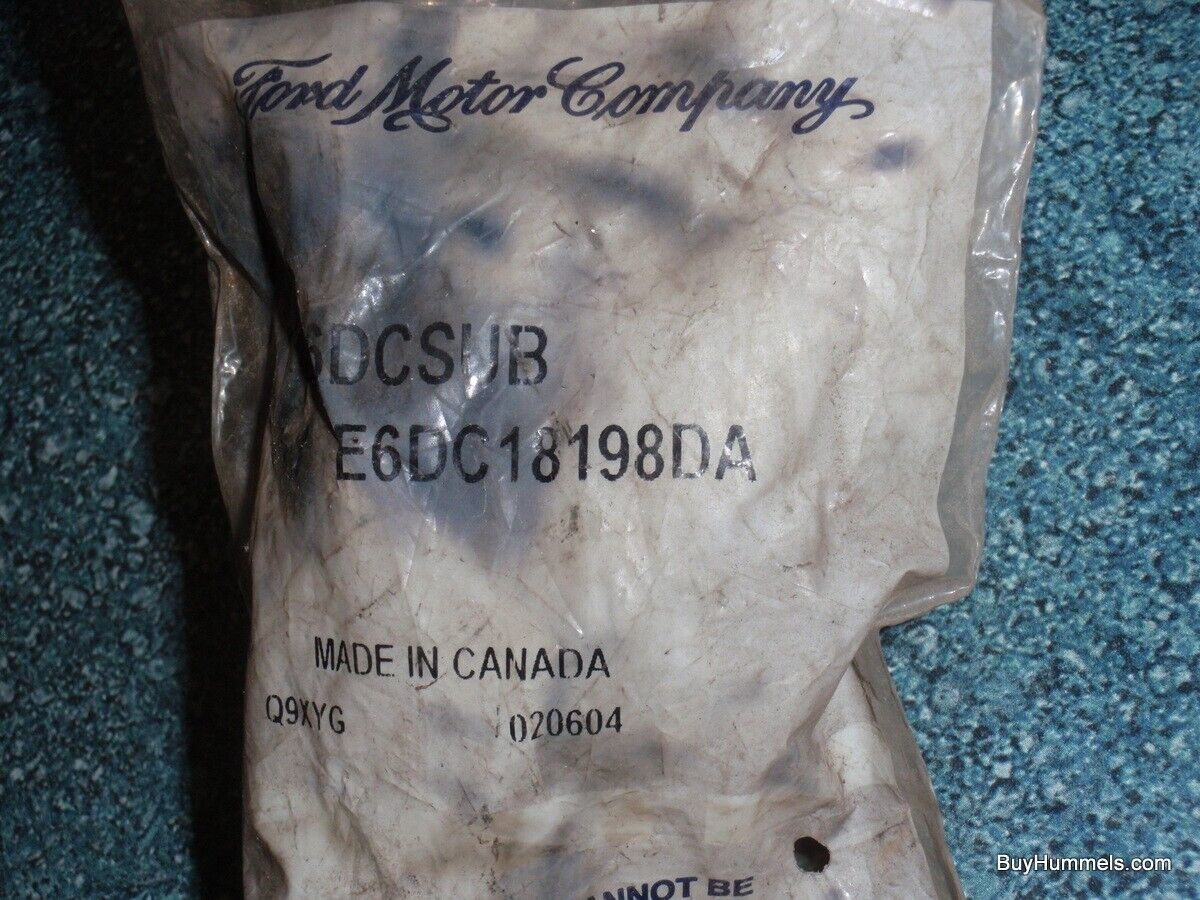 Ford Motor Company
6DCSUB
E6DC18198DA
MADE IN CANADA
Q9XYG 020604
ANNOT BE
BuyHummels.com